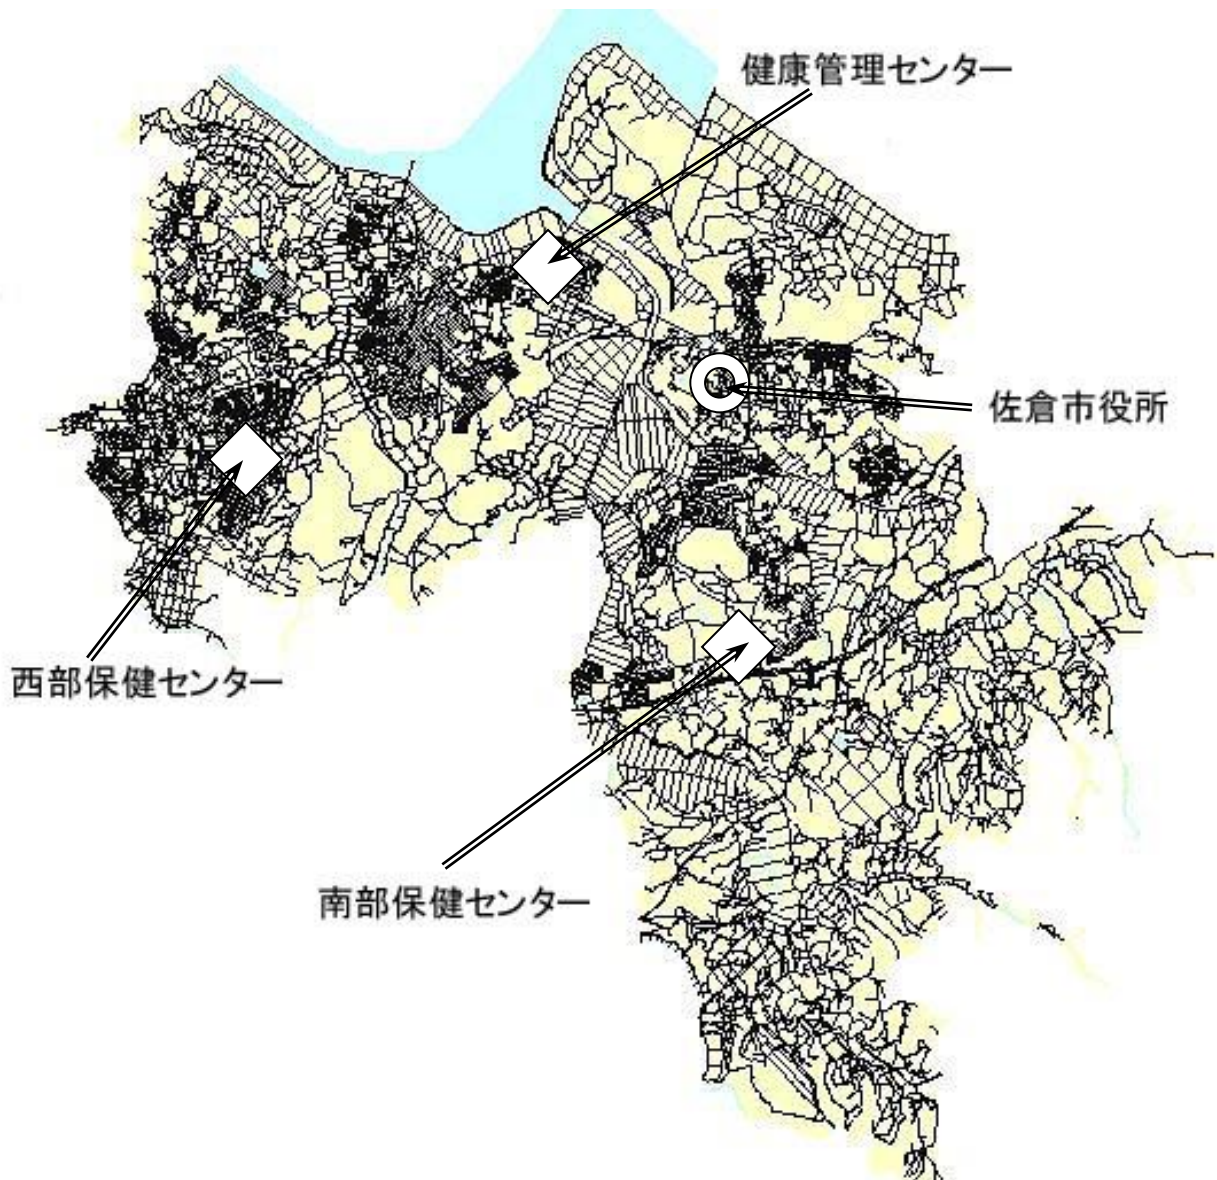 健康管理センター
佐倉市役所
西部保健センター
南部保健センター